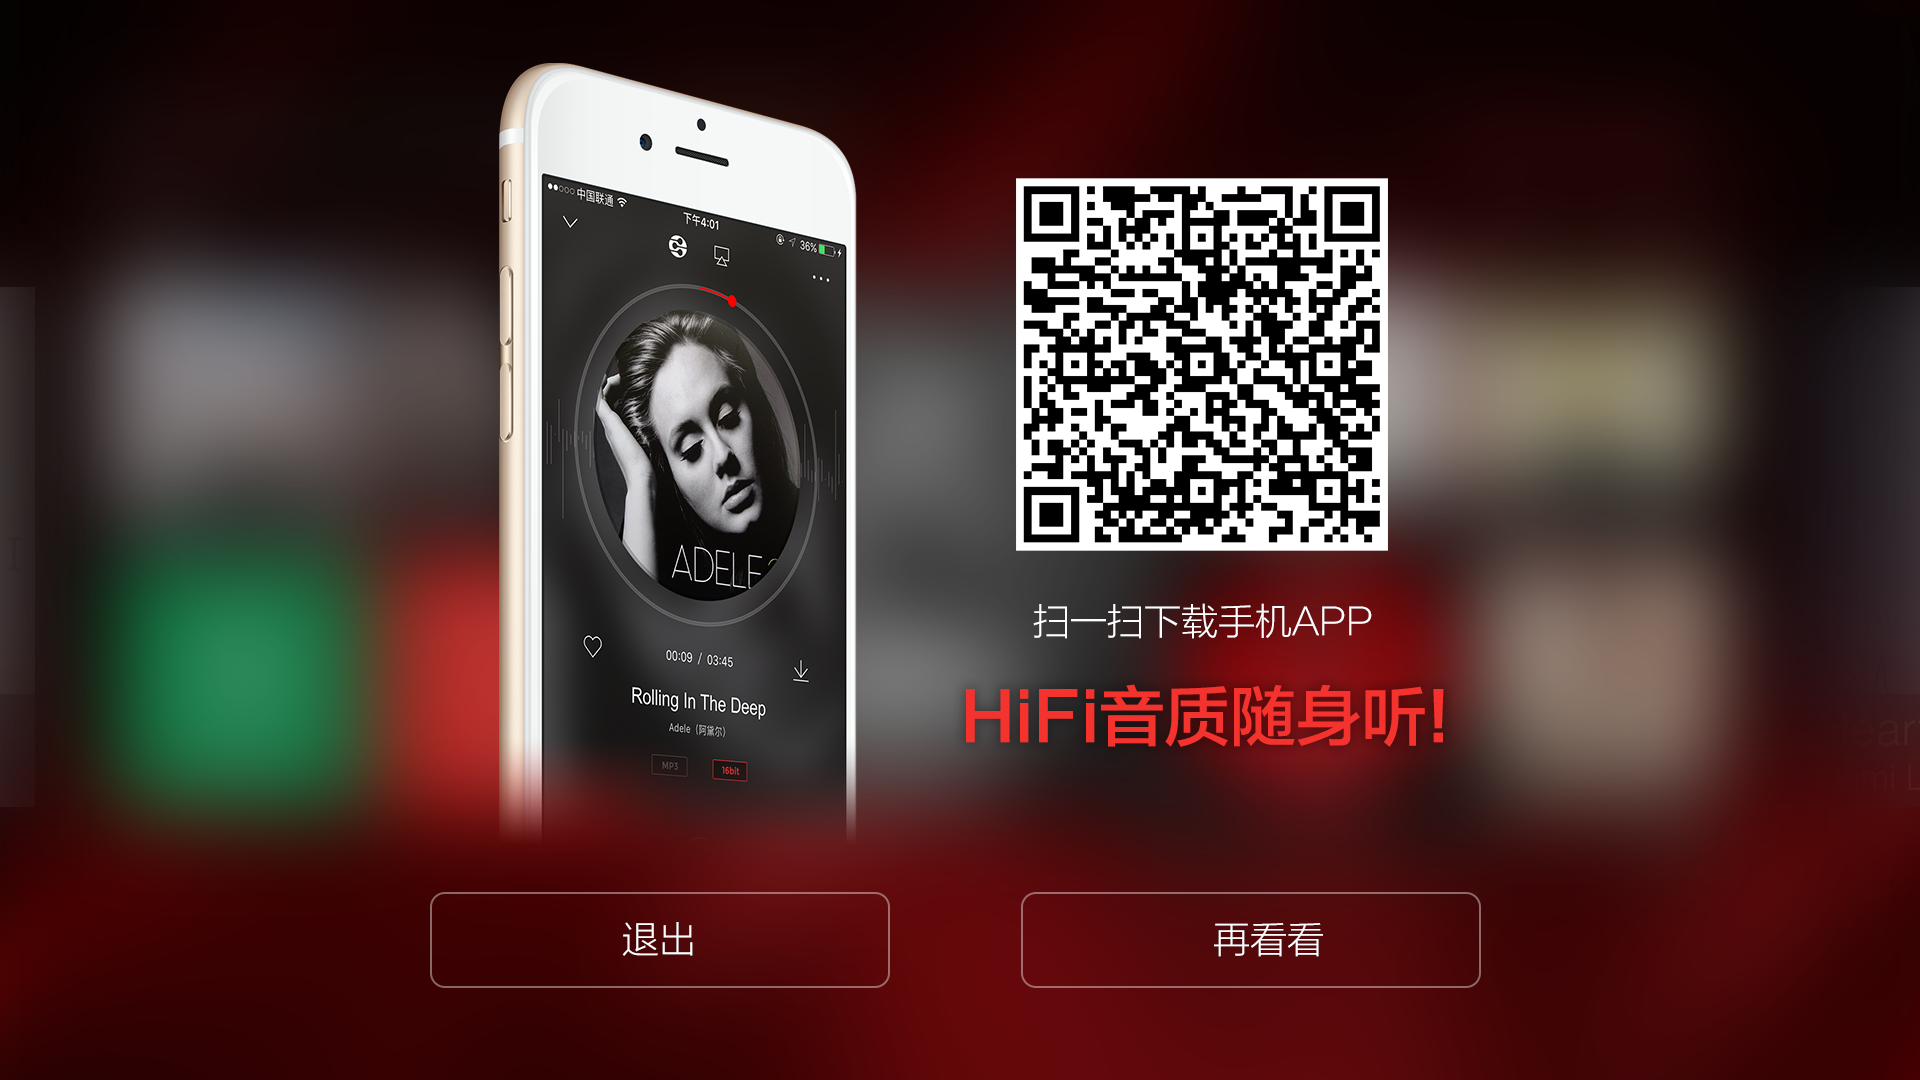 中国联通
下午4:01
36%
ADELE
00:09 / 03:45
Rolling In The Deep
Adele (阿黛尔)
MP3
16bit
扫一扫下载手机APP
HiFi音质随身听!
退出
再看看